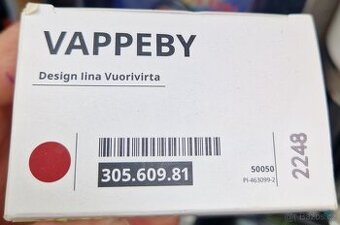 VAPPEBY
Design Iina Vuorivirta
305.609.81
50050
PI-463099-2
2248